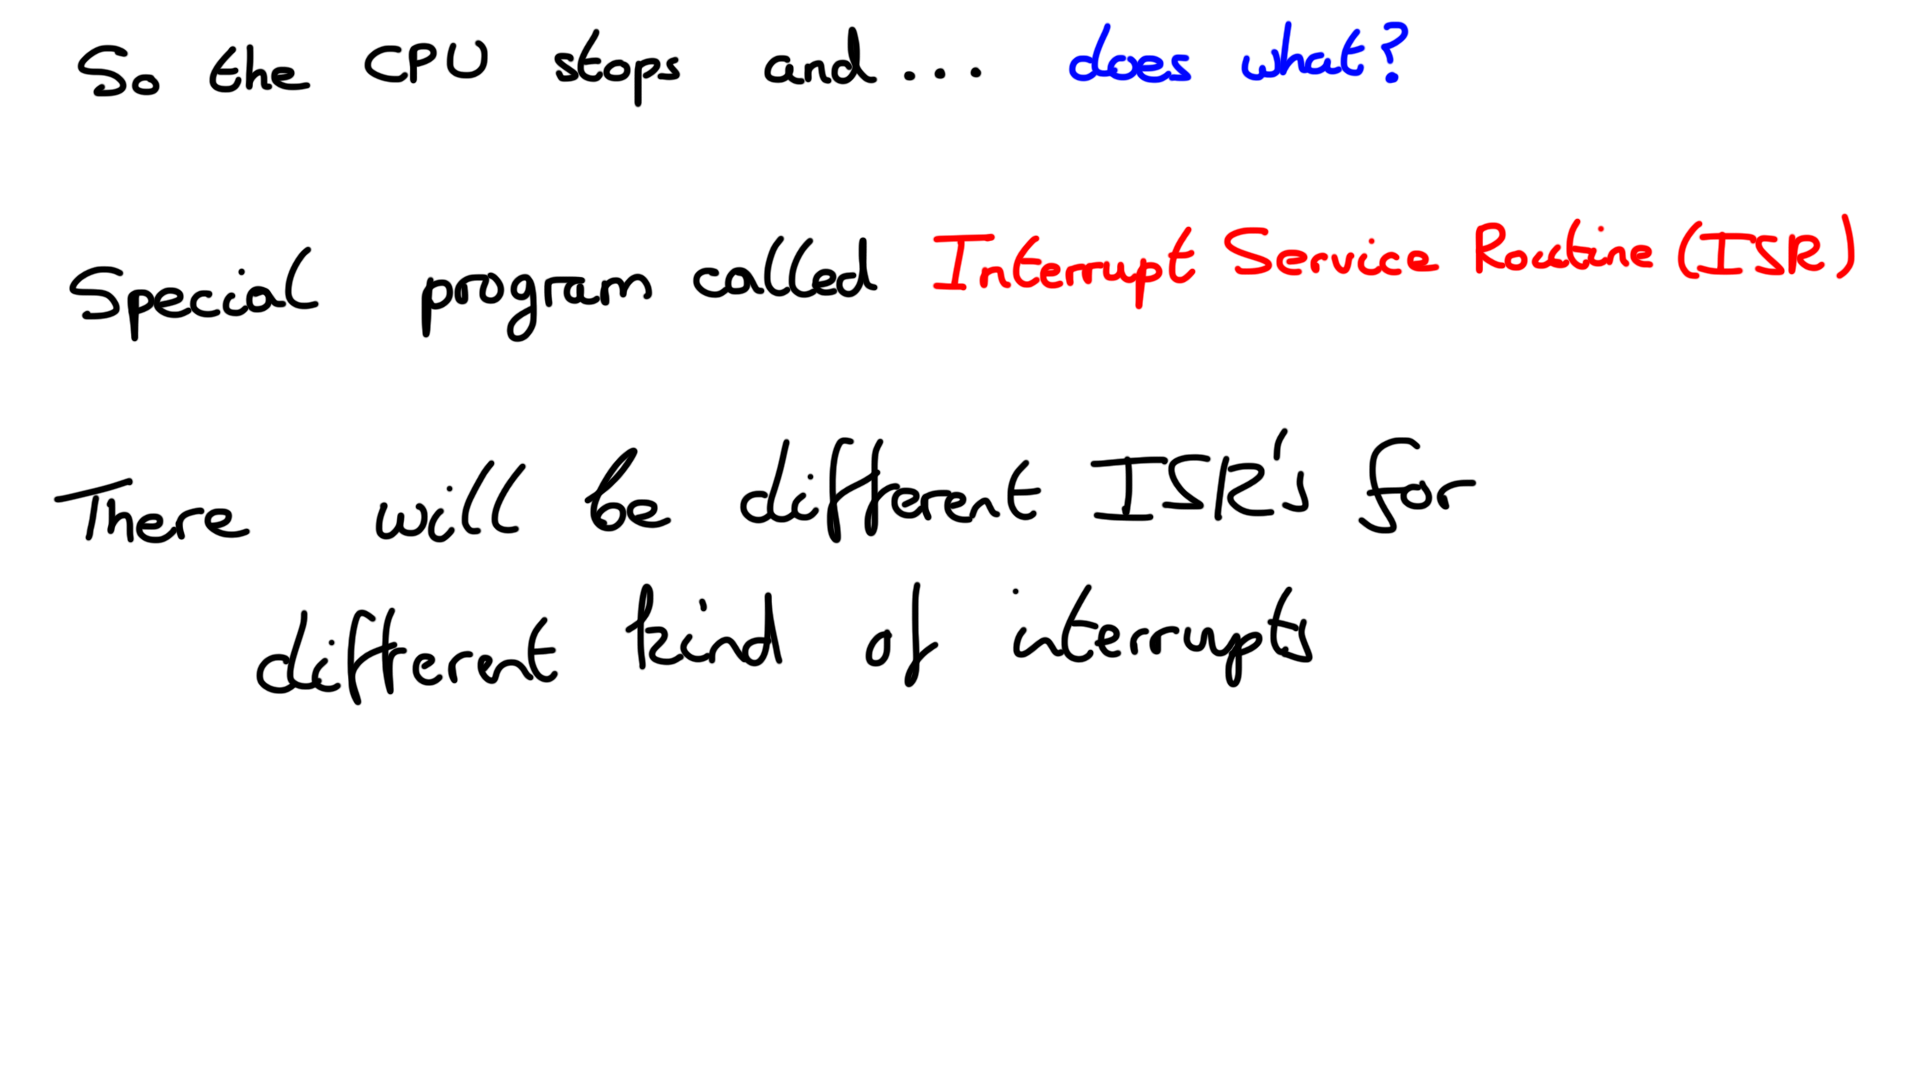 So the CPU stops and... does what?
Special program called Interrupt Service Routine (ISR)
There will be different ISR's for
different kind of interrupts